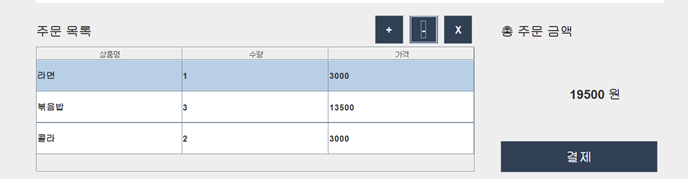 주문 목록
+ - X
총 주문 금액
상품명 수량 가격
라면 1 3000
볶음밥 3 13500
콜라 2 3000
19500 원
결제